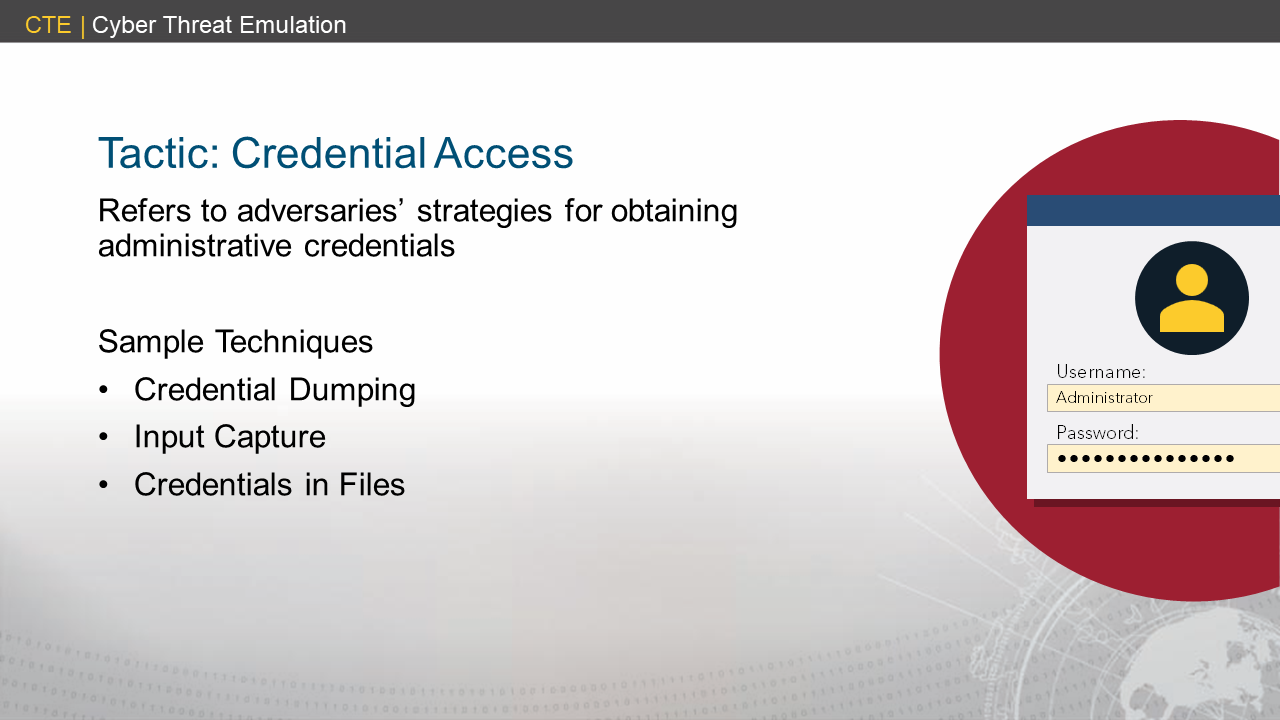 CTE | Cyber Threat Emulation
Tactic: Credential Access
Refers to adversaries’ strategies for obtaining
administrative credentials
Sample Techniques
• Credential Dumping
• Input Capture
• Credentials in Files
Username:
Administrator
Password:
•••••••••••••••